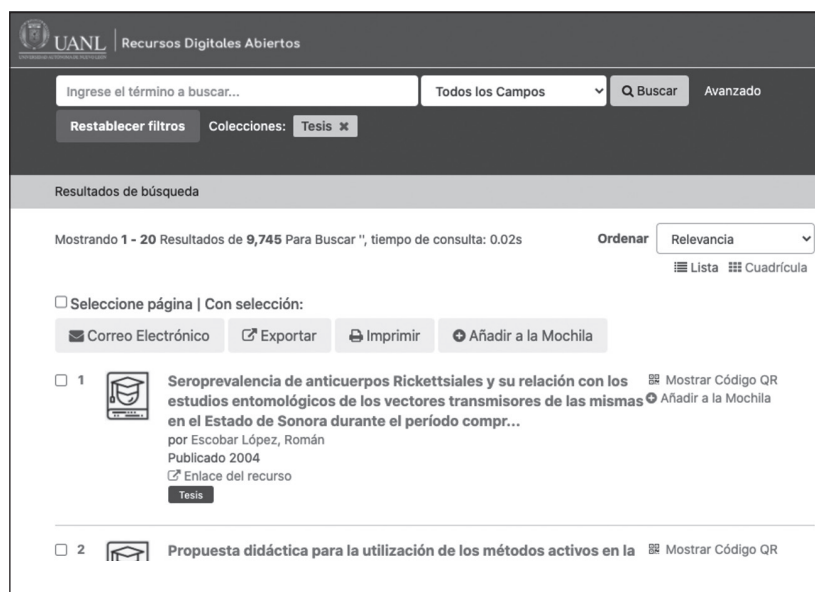 UANL Recursos Digitales Abiertos
Ingrese el término a buscar... Todos los Campos Buscar Avanzado
Restablecer filtros Colecciones: Tesis ✖
Resultados de búsqueda
Mostrando 1 - 20 Resultados de 9,745 Para Buscar '', tiempo de consulta: 0.02s Ordenar Relevancia
Lista Cuadrícula
Seleccione página | Con selección:
Correo Electrónico Exportar Imprimir Añadir a la Mochila
1 Seroprevalencia de anticuerpos Rickettsiales y su relación con los Mostrar Código QR
estudios entomológicos de los vectores transmisores de las mismas Añadir a la Mochila
en el Estado de Sonora durante el período compr...
por Escobar López, Román
Publicado 2004
Enlace del recurso
Tesis
2 Propuesta didáctica para la utilización de los métodos activos en la Mostrar Código QR